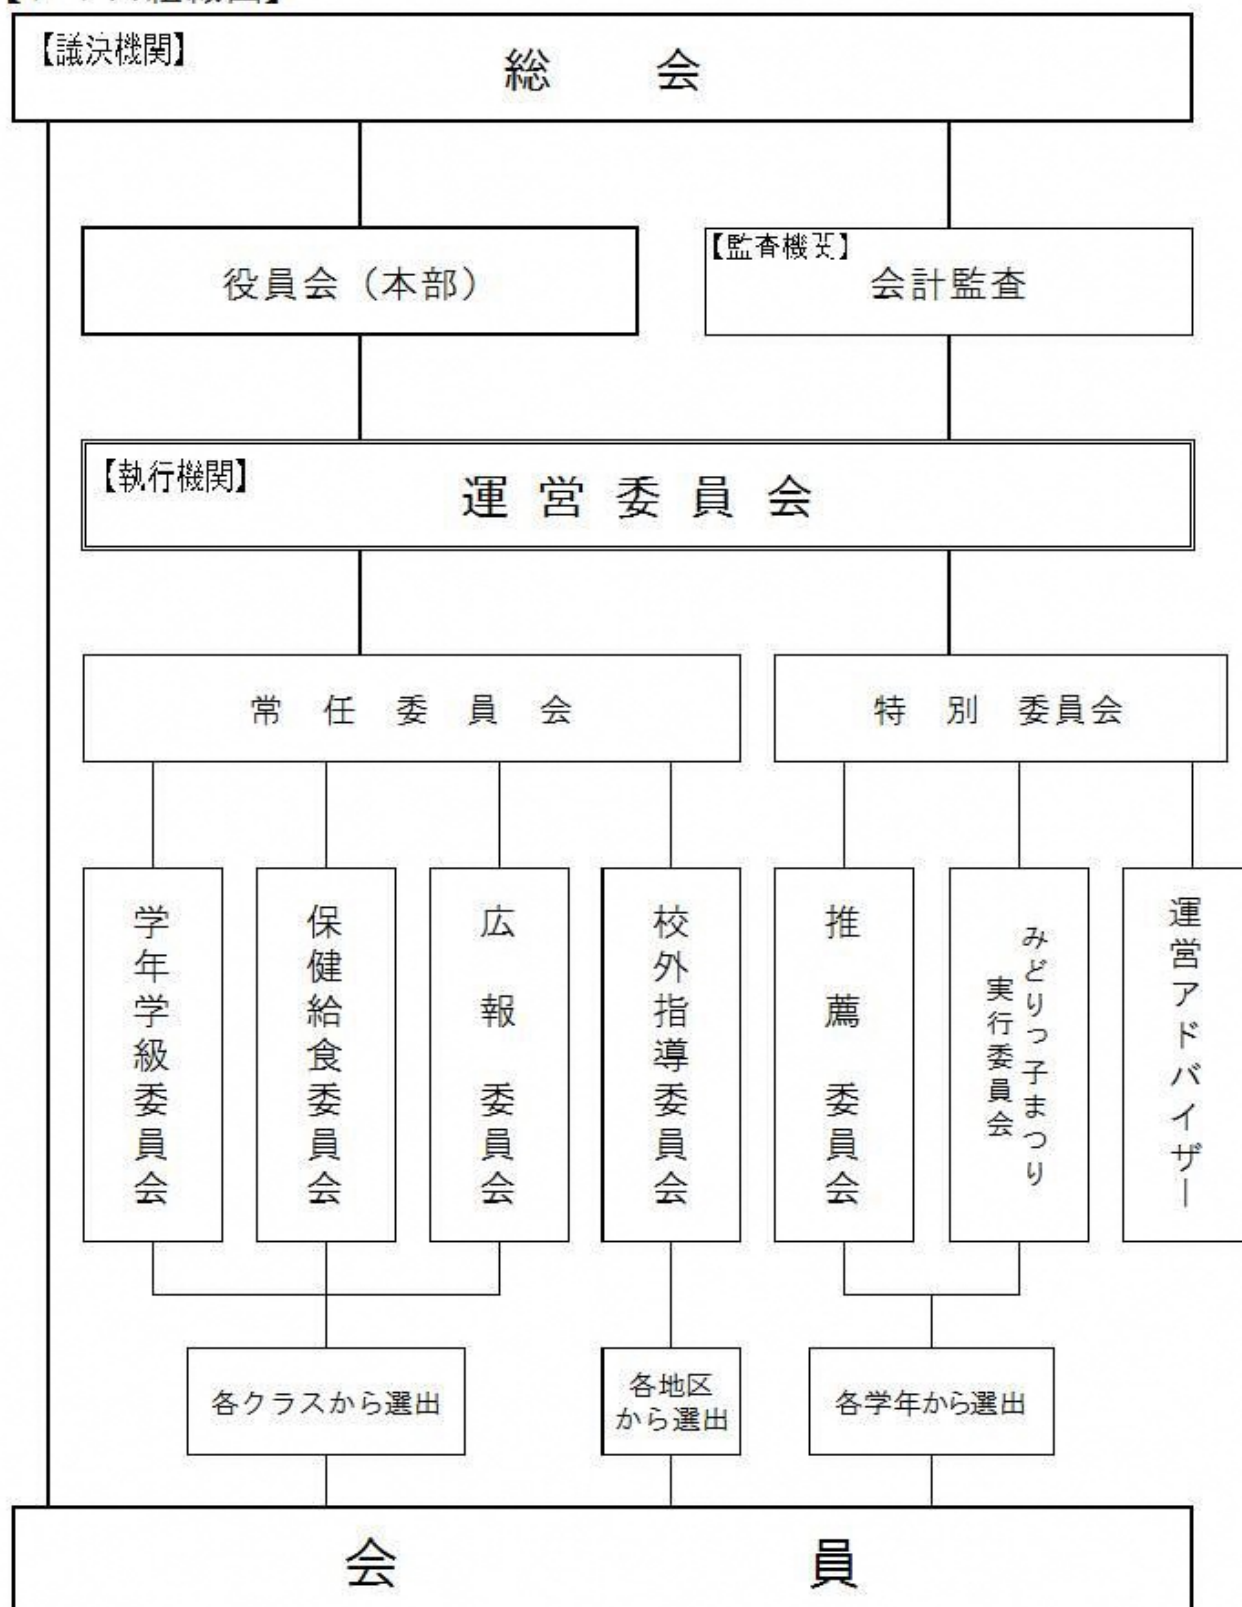 【議決機関】
総 会
役員会（本部）
【監査機関】
会計監査
【執行機関】
運営委員会
常任委員会
特別委員会
学年学級委員会
保健給食委員会
広報委員会
校外指導委員会
推薦委員会
みどりっ子まつり
実行委員会
運営アドバイザー
各クラスから選出
各地区
から選出
各学年から選出
会 員